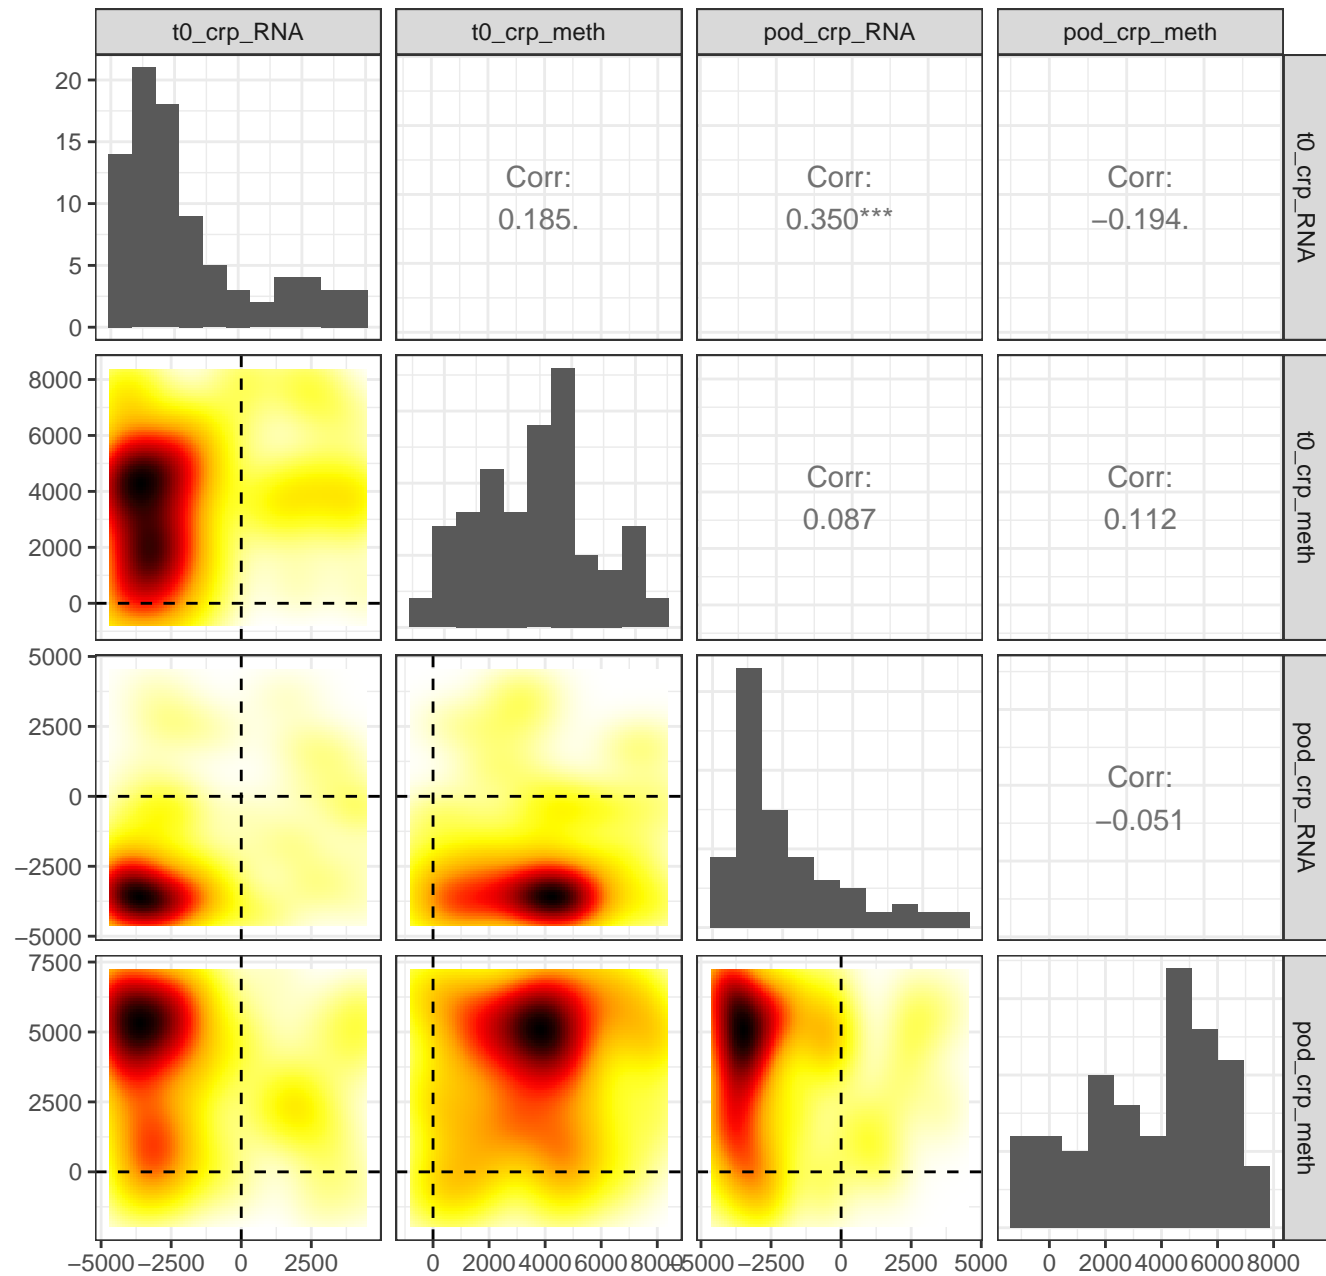 t0_crp_RNA
t0_crp_meth
pod_crp_RNA
pod_crp_meth
20
15
10
5
0
Corr:
0.185.
Corr:
0.350***
Corr:
−0.194.
t0_crp_RNA
8000
6000
4000
2000
0
Corr:
0.087
Corr:
0.112
t0_crp_meth
5000
2500
0
−2500
−5000
Corr:
−0.051
pod_crp_RNA
7500
5000
2500
0
pod_crp_meth
−5000 −2500 0 2500
0 2000 4000 6000 8000
−5000 −2500 0 2500 5000
0 2000 4000 6000 8000